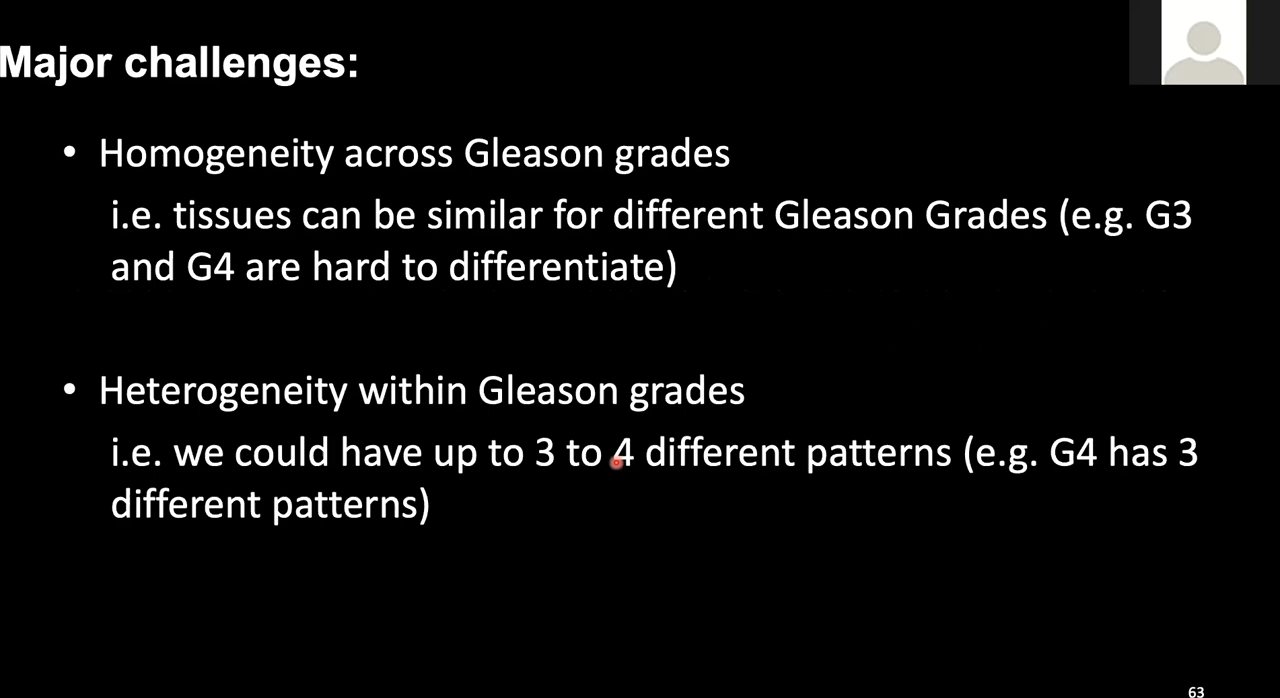 Major challenges:
• Homogeneity across Gleason grades
i.e. tissues can be similar for different Gleason Grades (e.g. G3
and G4 are hard to differentiate)
• Heterogeneity within Gleason grades
i.e. we could have up to 3 to 4 different patterns (e.g. G4 has 3
different patterns)
63